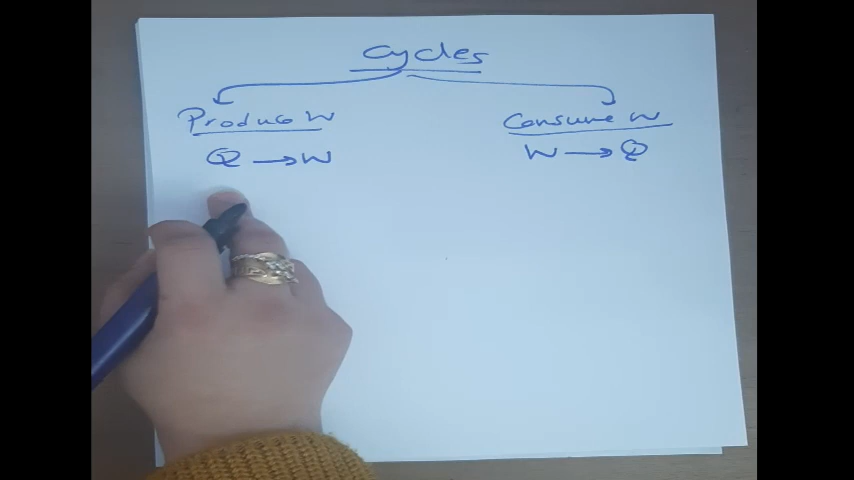 Cycles
Produce W
Consume W
Q → W
W → Q